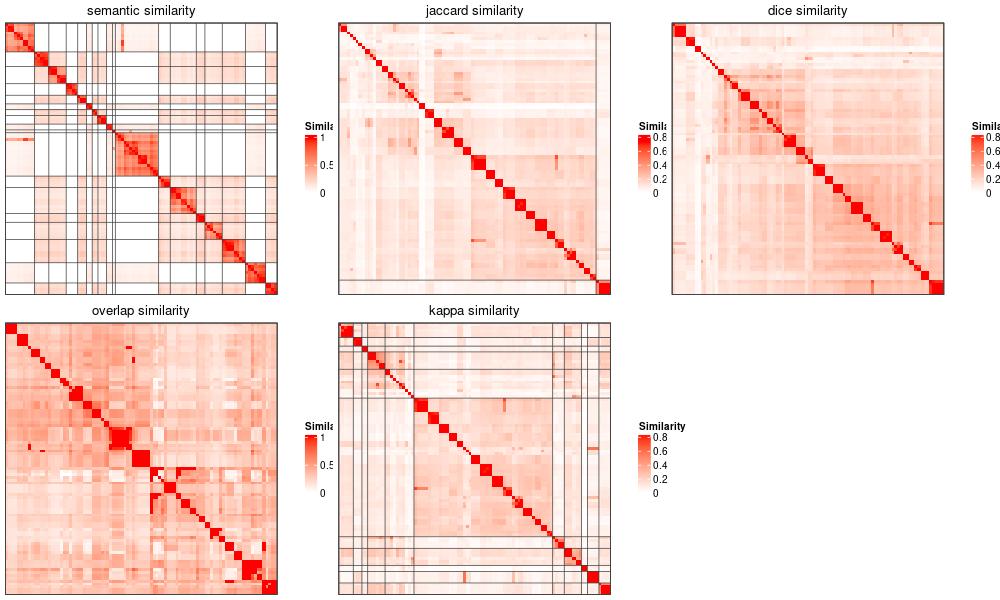 semantic similarity
Simila
1
0.5
0
jaccard similarity
Simila
0.8
0.6
0.4
0.2
0
dice similarity
Simila
0.8
0.6
0.4
0.2
0
overlap similarity
Simila
1
0.5
0
kappa similarity
Similarity
0.8
0.6
0.4
0.2
0